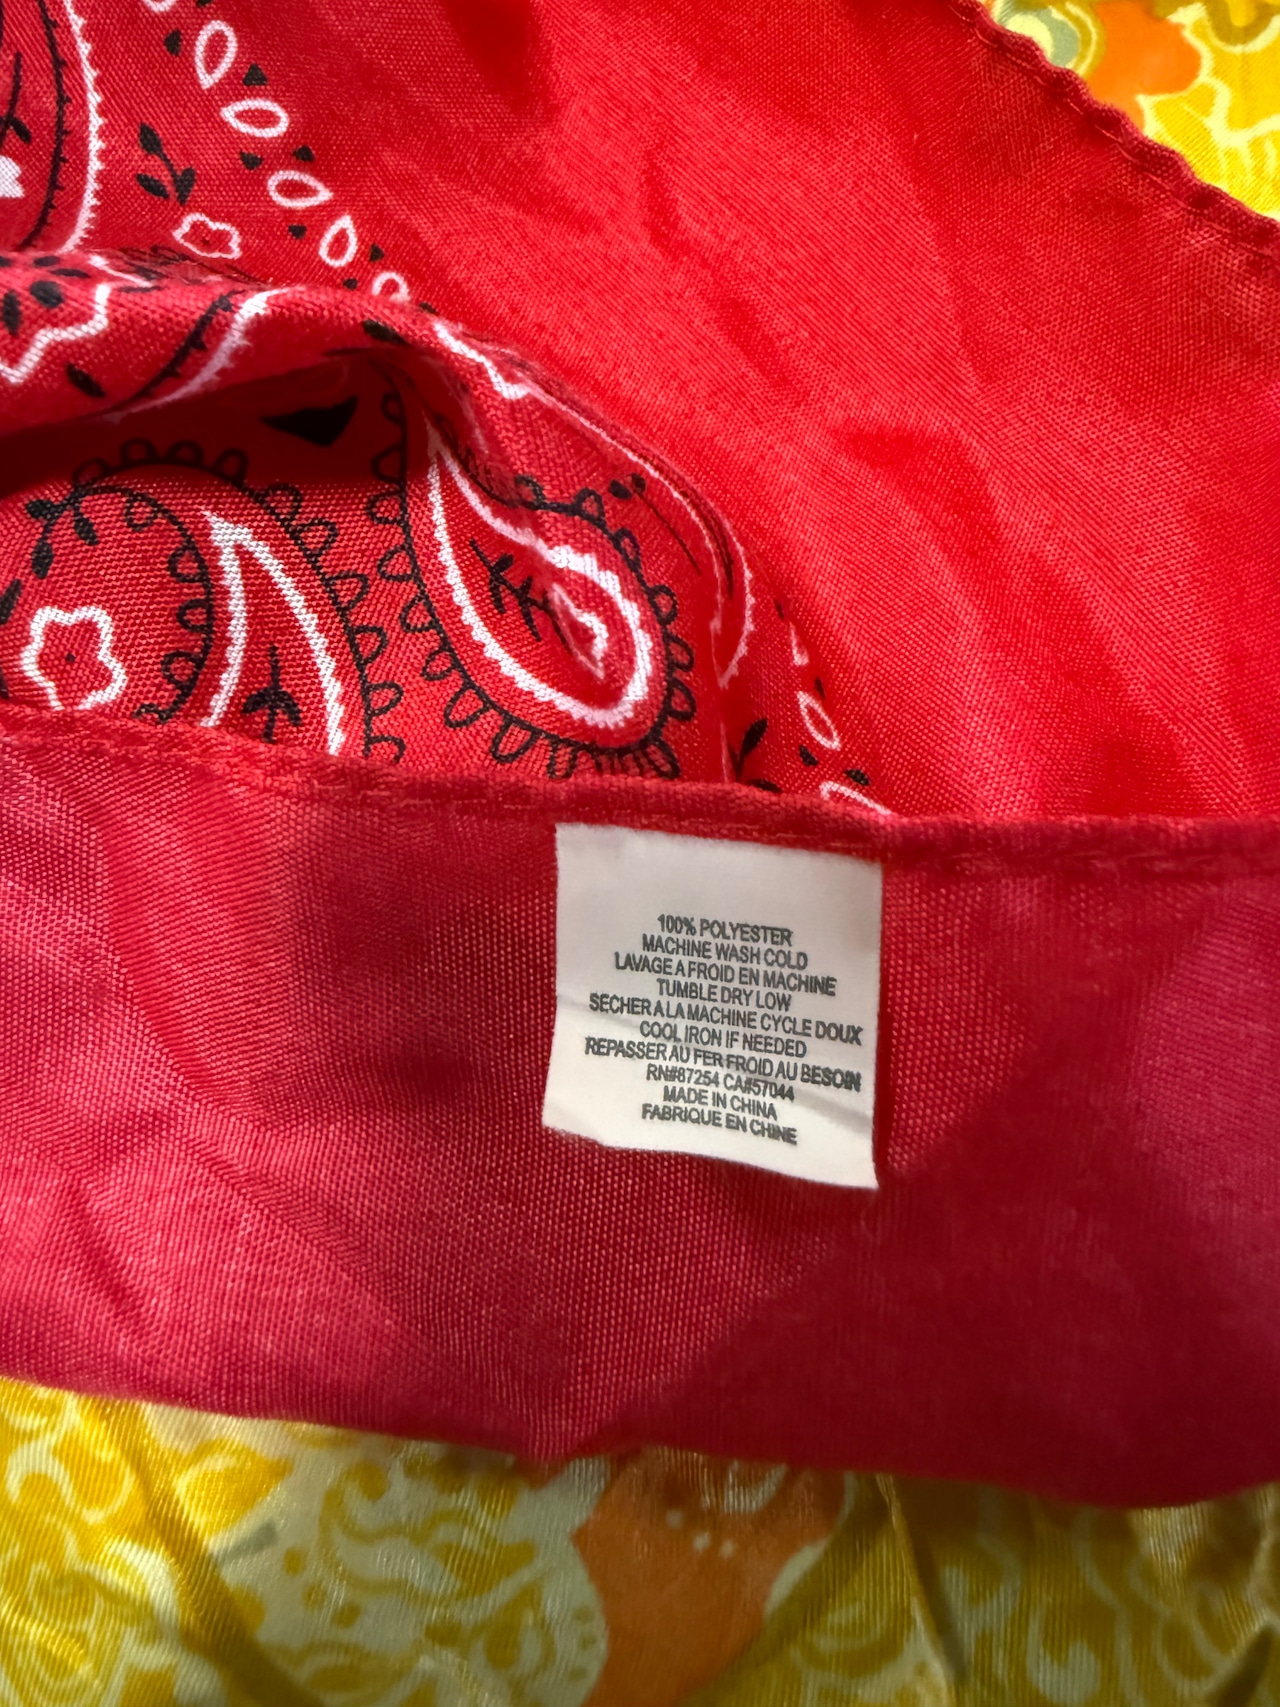 100% POLYESTER
MACHINE WASH COLD
LAVAGE A FROID EN MACHINE
TUMBLE DRY LOW
SECHER A LA MACHINE CYCLE DOUX
COOL IRON IF NEEDED
REPASSER AU FER FROID AU BESOIN
RN#87254 CA#57044
MADE IN CHINA
FABRIQUE EN CHINE